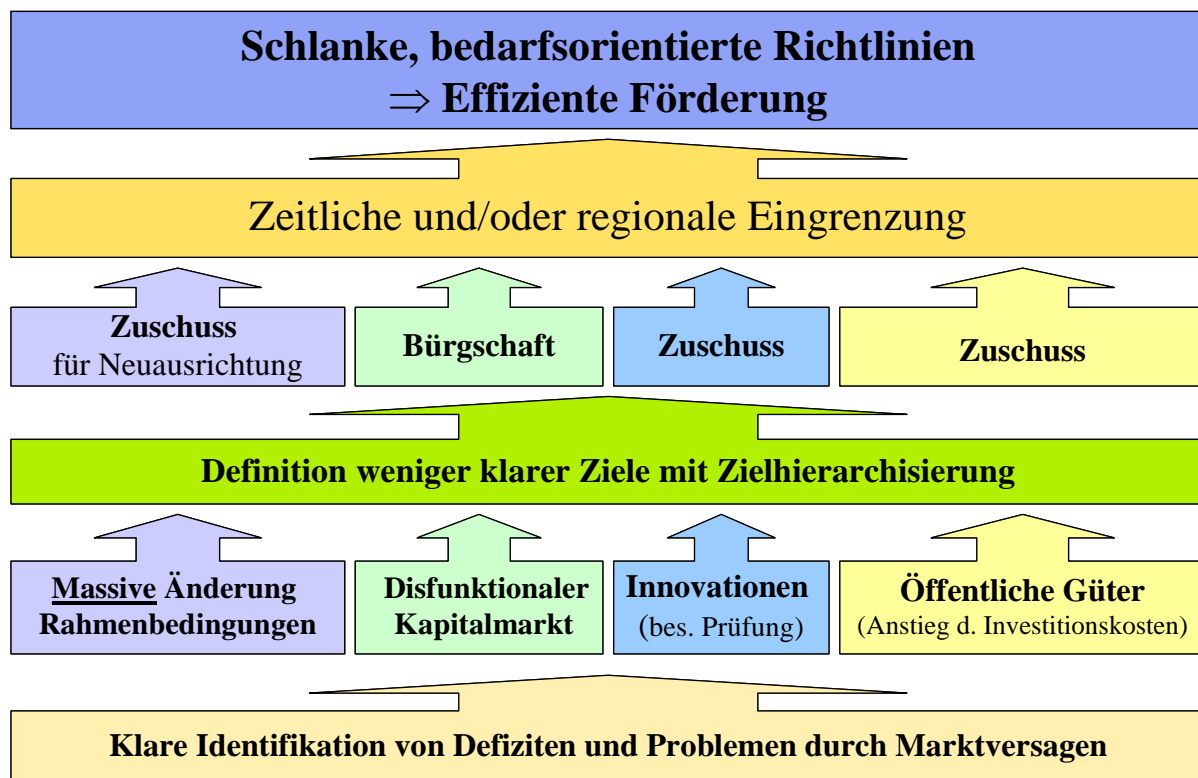 Schlanke, bedarfsorientierte Richtlinien
⇒ Effiziente Förderung
Zeitliche und/oder regionale Eingrenzung
Zuschuss
für Neuausrichtung
Bürgschaft
Zuschuss
Zuschuss
Definition weniger klarer Ziele mit Zielhierarchisierung
Massive Änderung
Rahmenbedingungen
Disfunktionaler
Kapitalmarkt
Innovationen
(bes. Prüfung)
Öffentliche Güter
(Anstieg d. Investitionskosten)
Klare Identifikation von Defiziten und Problemen durch Marktversagen